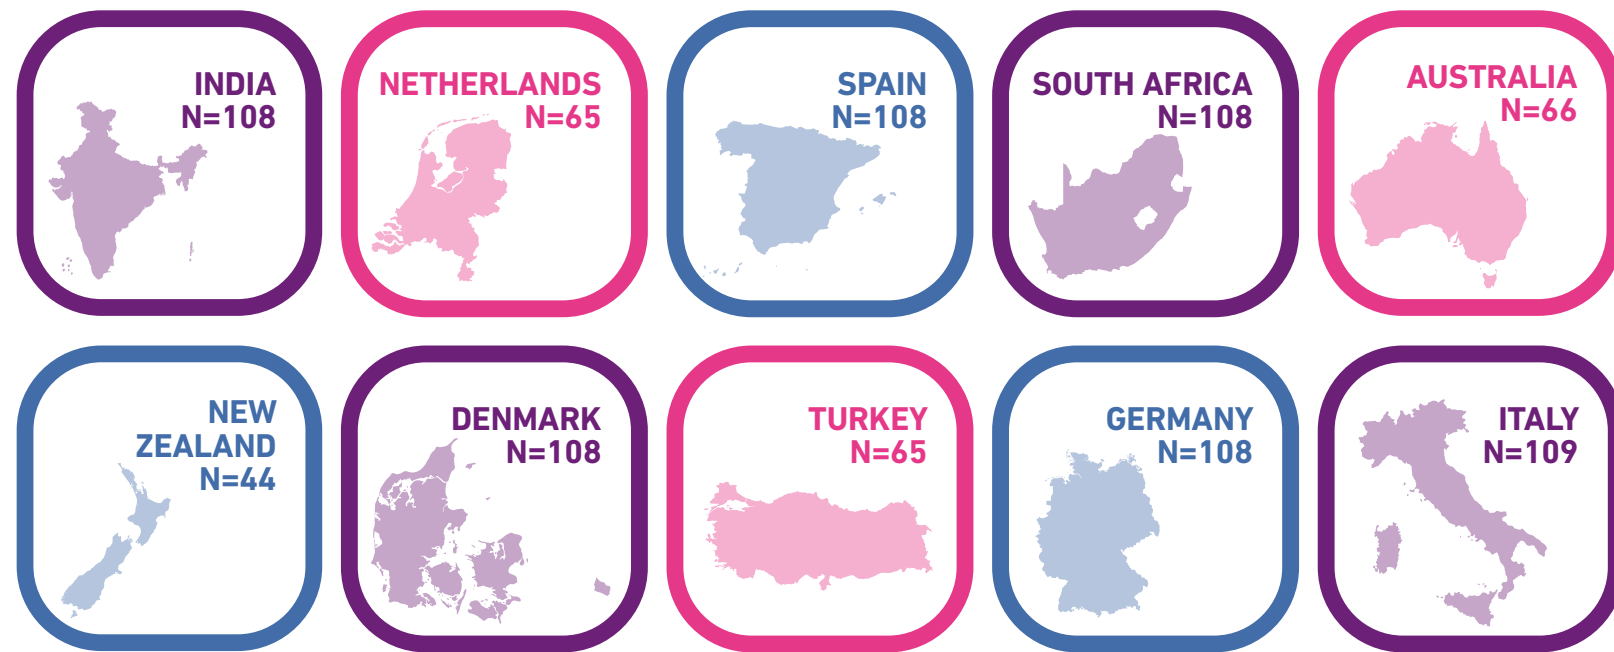 INDIA
N=108
NETHERLANDS
N=65
SPAIN
N=108
SOUTH AFRICA
N=108
AUSTRALIA
N=66
NEW
ZEALAND
N=44
DENMARK
N=108
TURKEY
N=65
GERMANY
N=108
ITALY
N=109